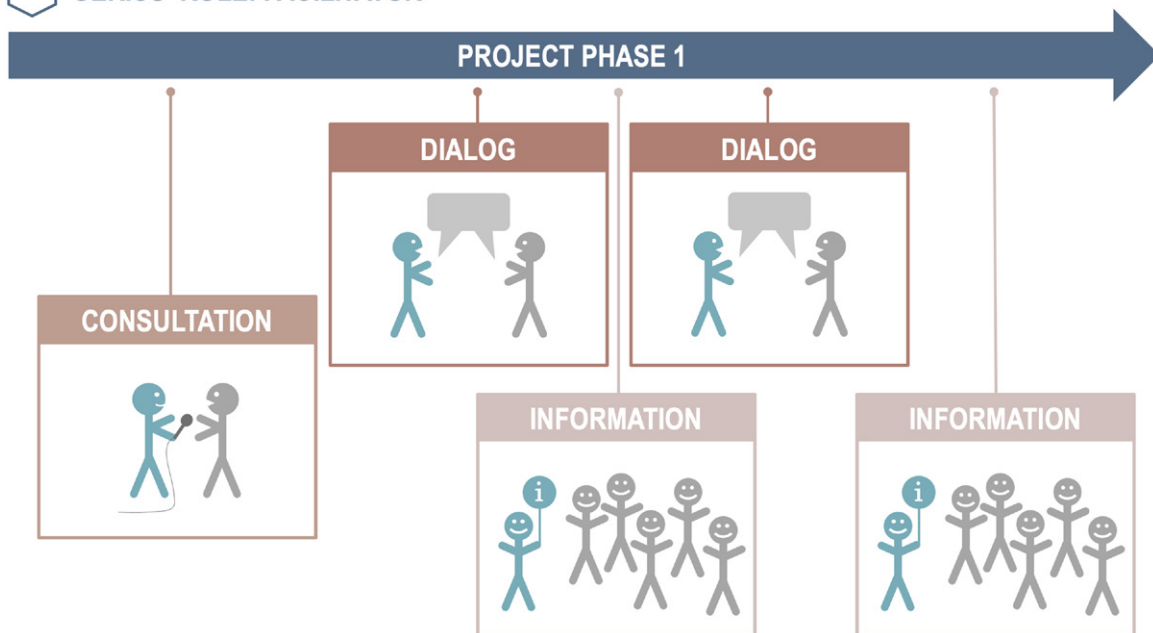 PROJECT PHASE 1
DIALOG
DIALOG
CONSULTATION
INFORMATION
INFORMATION
i
i